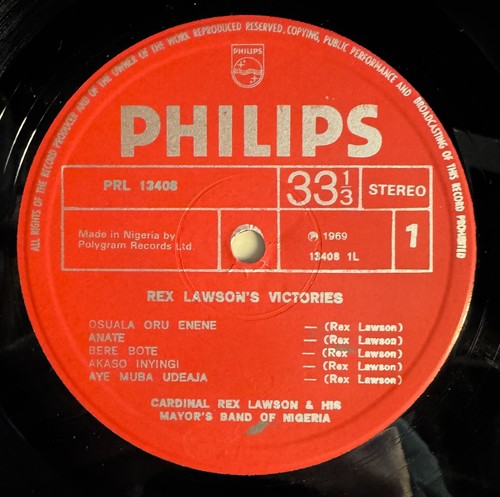 ALL RIGHTS OF THE RECORD PRODUCER AND OF THE OWNER OF THE WORK REPRODUCED RESERVED. COPYING, PUBLIC PERFORMANCE AND BROADCASTING OF THIS RECORD PROHIBITED
PHILIPS
PHILIPS
PRL 13408
33 1/3
STEREO
Made in Nigeria by
Polygram Records Ltd.
℗ 1969
13408 1L
1
REX LAWSON'S VICTORIES
OSUALA ORU ENENE — (Rex Lawson)
ANATE — (Rex Lawson)
BERE BOTE — (Rex Lawson)
AKASO INYINGI — (Rex Lawson)
AYE MUBA UDEAJA — (Rex Lawson)
CARDINAL REX LAWSON & HIS
MAYOR'S BAND OF NIGERIA